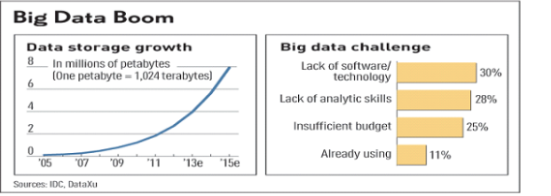 Big Data Boom
Data storage growth
8 In millions of petabytes
(One petabyte = 1,024 terabytes)
6
4
2
0
'05 '07 '09 '11 '13e '15e
Big data challenge
Lack of software/
technology 30%
Lack of analytic skills 28%
Insufficient budget 25%
Already using 11%
Sources: IDC, DataXu